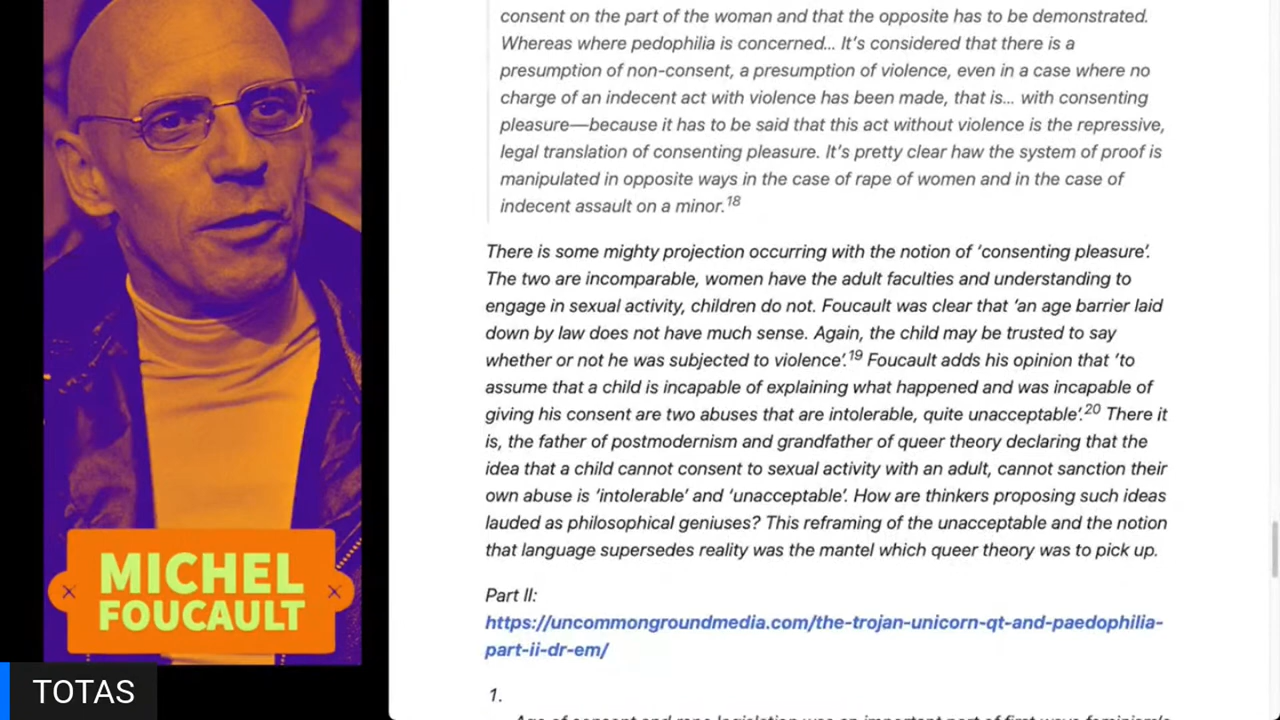 consent on the part of the woman and that the opposite has to be demonstrated.
Whereas where pedophilia is concerned... It's considered that there is a
presumption of non-consent, a presumption of violence, even in a case where no
charge of an indecent act with violence has been made, that is... with consenting
pleasure—because it has to be said that this act without violence is the repressive,
legal translation of consenting pleasure. It's pretty clear haw the system of proof is
manipulated in opposite ways in the case of rape of women and in the case of
indecent assault on a minor.18
There is some mighty projection occurring with the notion of 'consenting pleasure'.
The two are incomparable, women have the adult faculties and understanding to
engage in sexual activity, children do not. Foucault was clear that 'an age barrier laid
down by law does not have much sense. Again, the child may be trusted to say
whether or not he was subjected to violence'.19 Foucault adds his opinion that 'to
assume that a child is incapable of explaining what happened and was incapable of
giving his consent are two abuses that are intolerable, quite unacceptable'.20 There it
is, the father of postmodernism and grandfather of queer theory declaring that the
idea that a child cannot consent to sexual activity with an adult, cannot sanction their
own abuse is 'intolerable' and 'unacceptable'. How are thinkers proposing such ideas
lauded as philosophical geniuses? This reframing of the unacceptable and the notion
that language supersedes reality was the mantel which queer theory was to pick up.
Part II:
https://uncommongroundmedia.com/the-trojan-unicorn-qt-and-paedophilia-
part-ii-dr-em/
1.
Age of consent and rape legislation was an important part of first wave feminism's
MICHEL
FOUCAULT
TOTAS